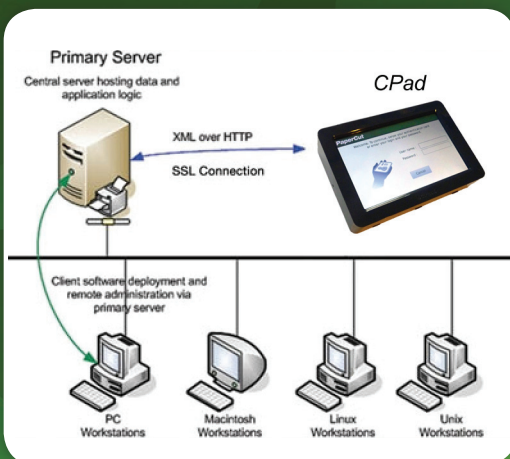 Primary Server
Central server hosting data and
application logic
CPad
XML over HTTP
SSL Connection
PaperCut
Client software deployment and
remote administration via
primary server
PC
Workstations
Macintosh
Workstations
Linux
Workstations
Unix
Workstations